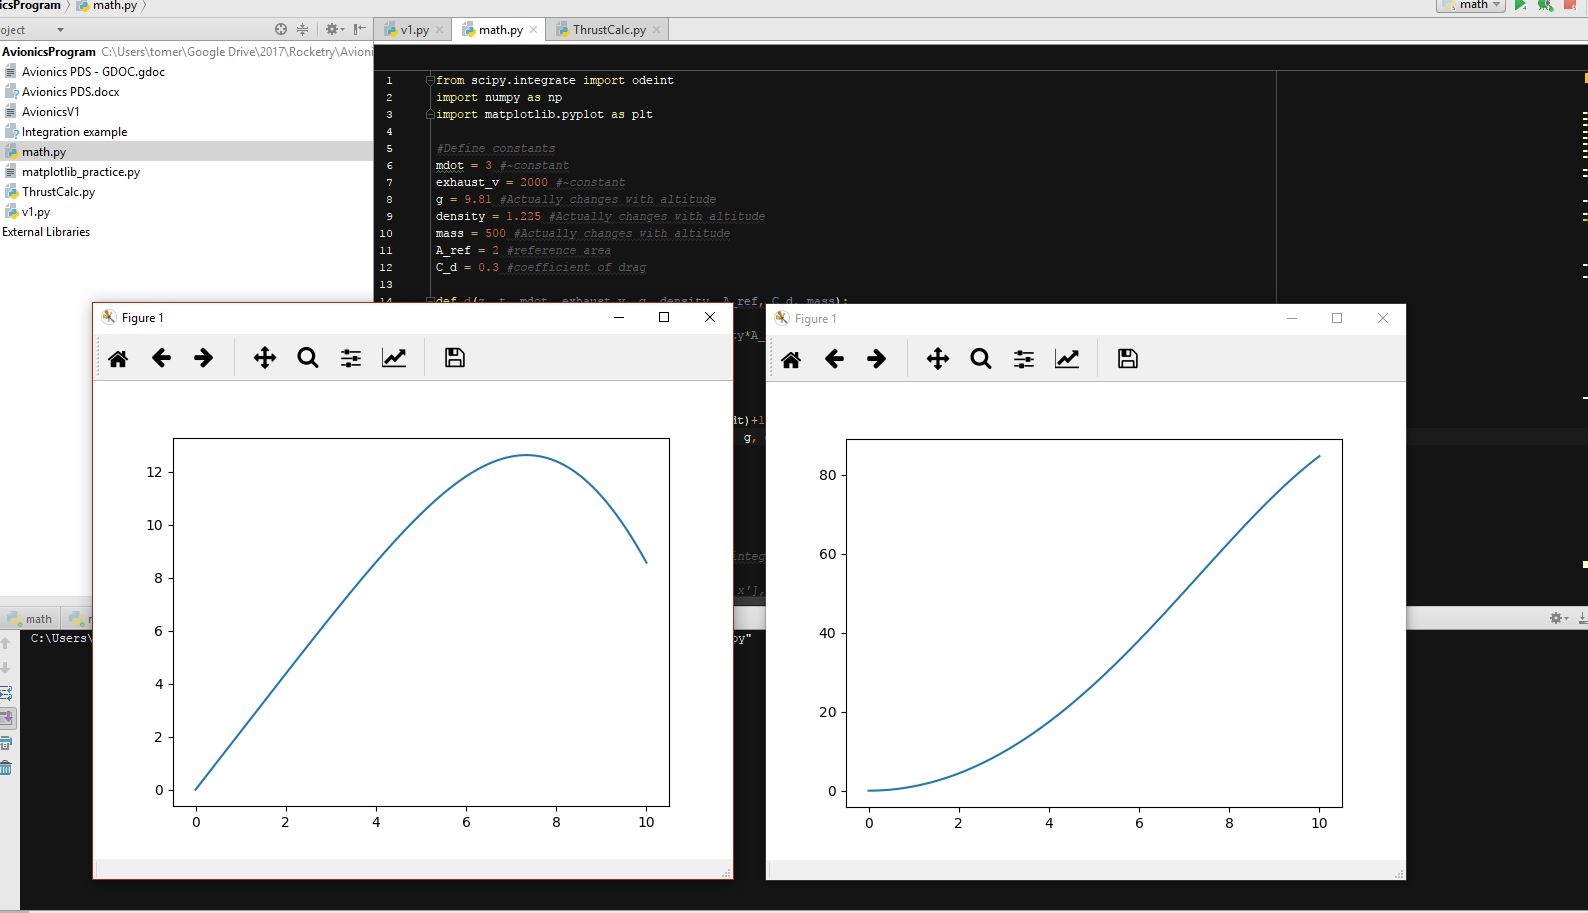 icsProgram math.py
math
oject
v1.py math.py ThrustCalc.py
AvionicsProgram C:\Users\tomer\Google Drive\2017\Rocketry\Avioni
Avionics PDS - GDOC.gdoc
Avionics PDS.docx
AvionicsV1
Integration example
math.py
matplotlib_practice.py
ThrustCalc.py
v1.py
External Libraries
1 from scipy.integrate import odeint
2 import numpy as np
3 import matplotlib.pyplot as plt
4
5 #Define constants
6 mdot = 3 #~constant
7 exhaust_v = 2000 #~constant
8 g = 9.81 #Actually changes with altitude
9 density = 1.225 #Actually changes with altitude
10 mass = 500 #Actually changes with altitude
11 A_ref = 2 #reference area
12 C_d = 0.3 #coefficient of drag
13
14 def d(z, t, mdot, exhaust_v, g, density, A_ref, C_d, mass):
y*A_
dt)+1
g,
integ
x'],
Figure 1
12
10
8
6
4
2
0
0 2 4 6 8 10
Figure 1
80
60
40
20
0
0 2 4 6 8 10
math
C:\Users\
py"